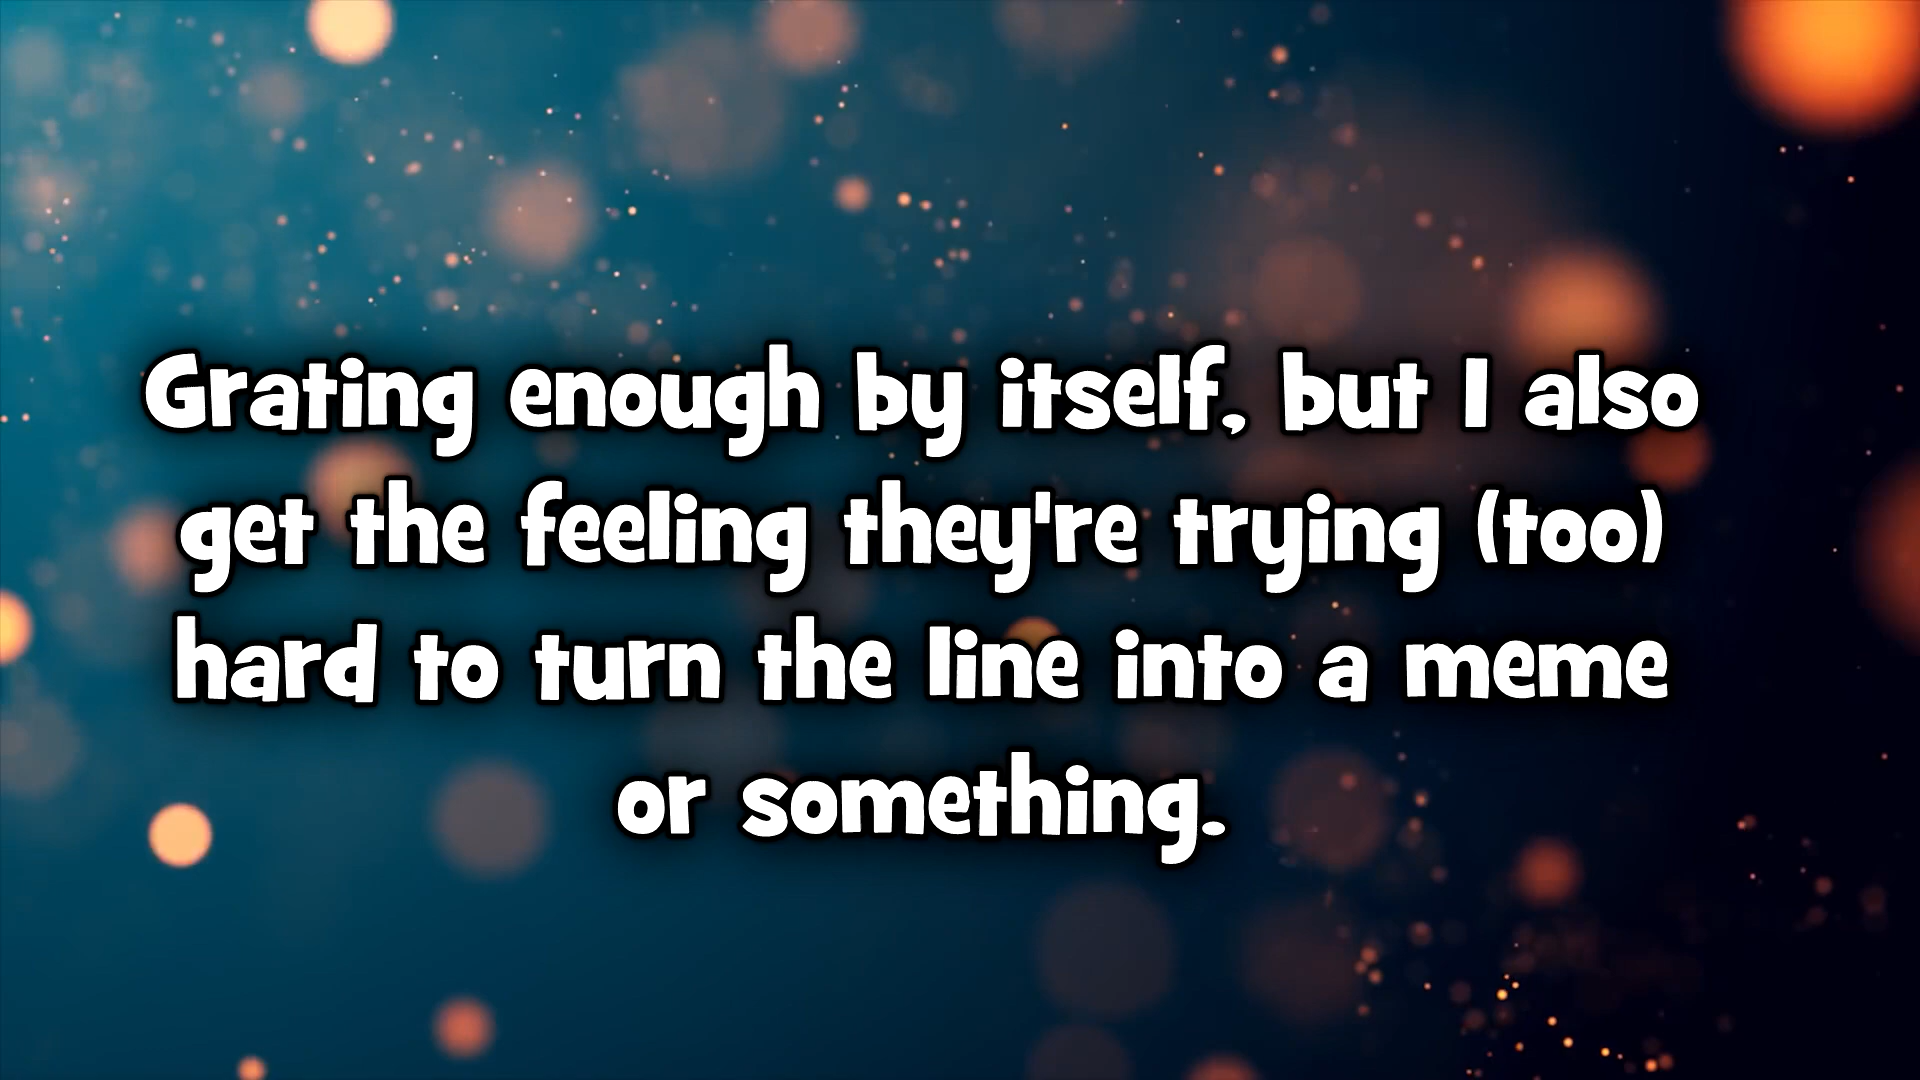 Grating enough by itself, but I also
get the feeling they're trying (too)
hard to turn the line into a meme
or something.